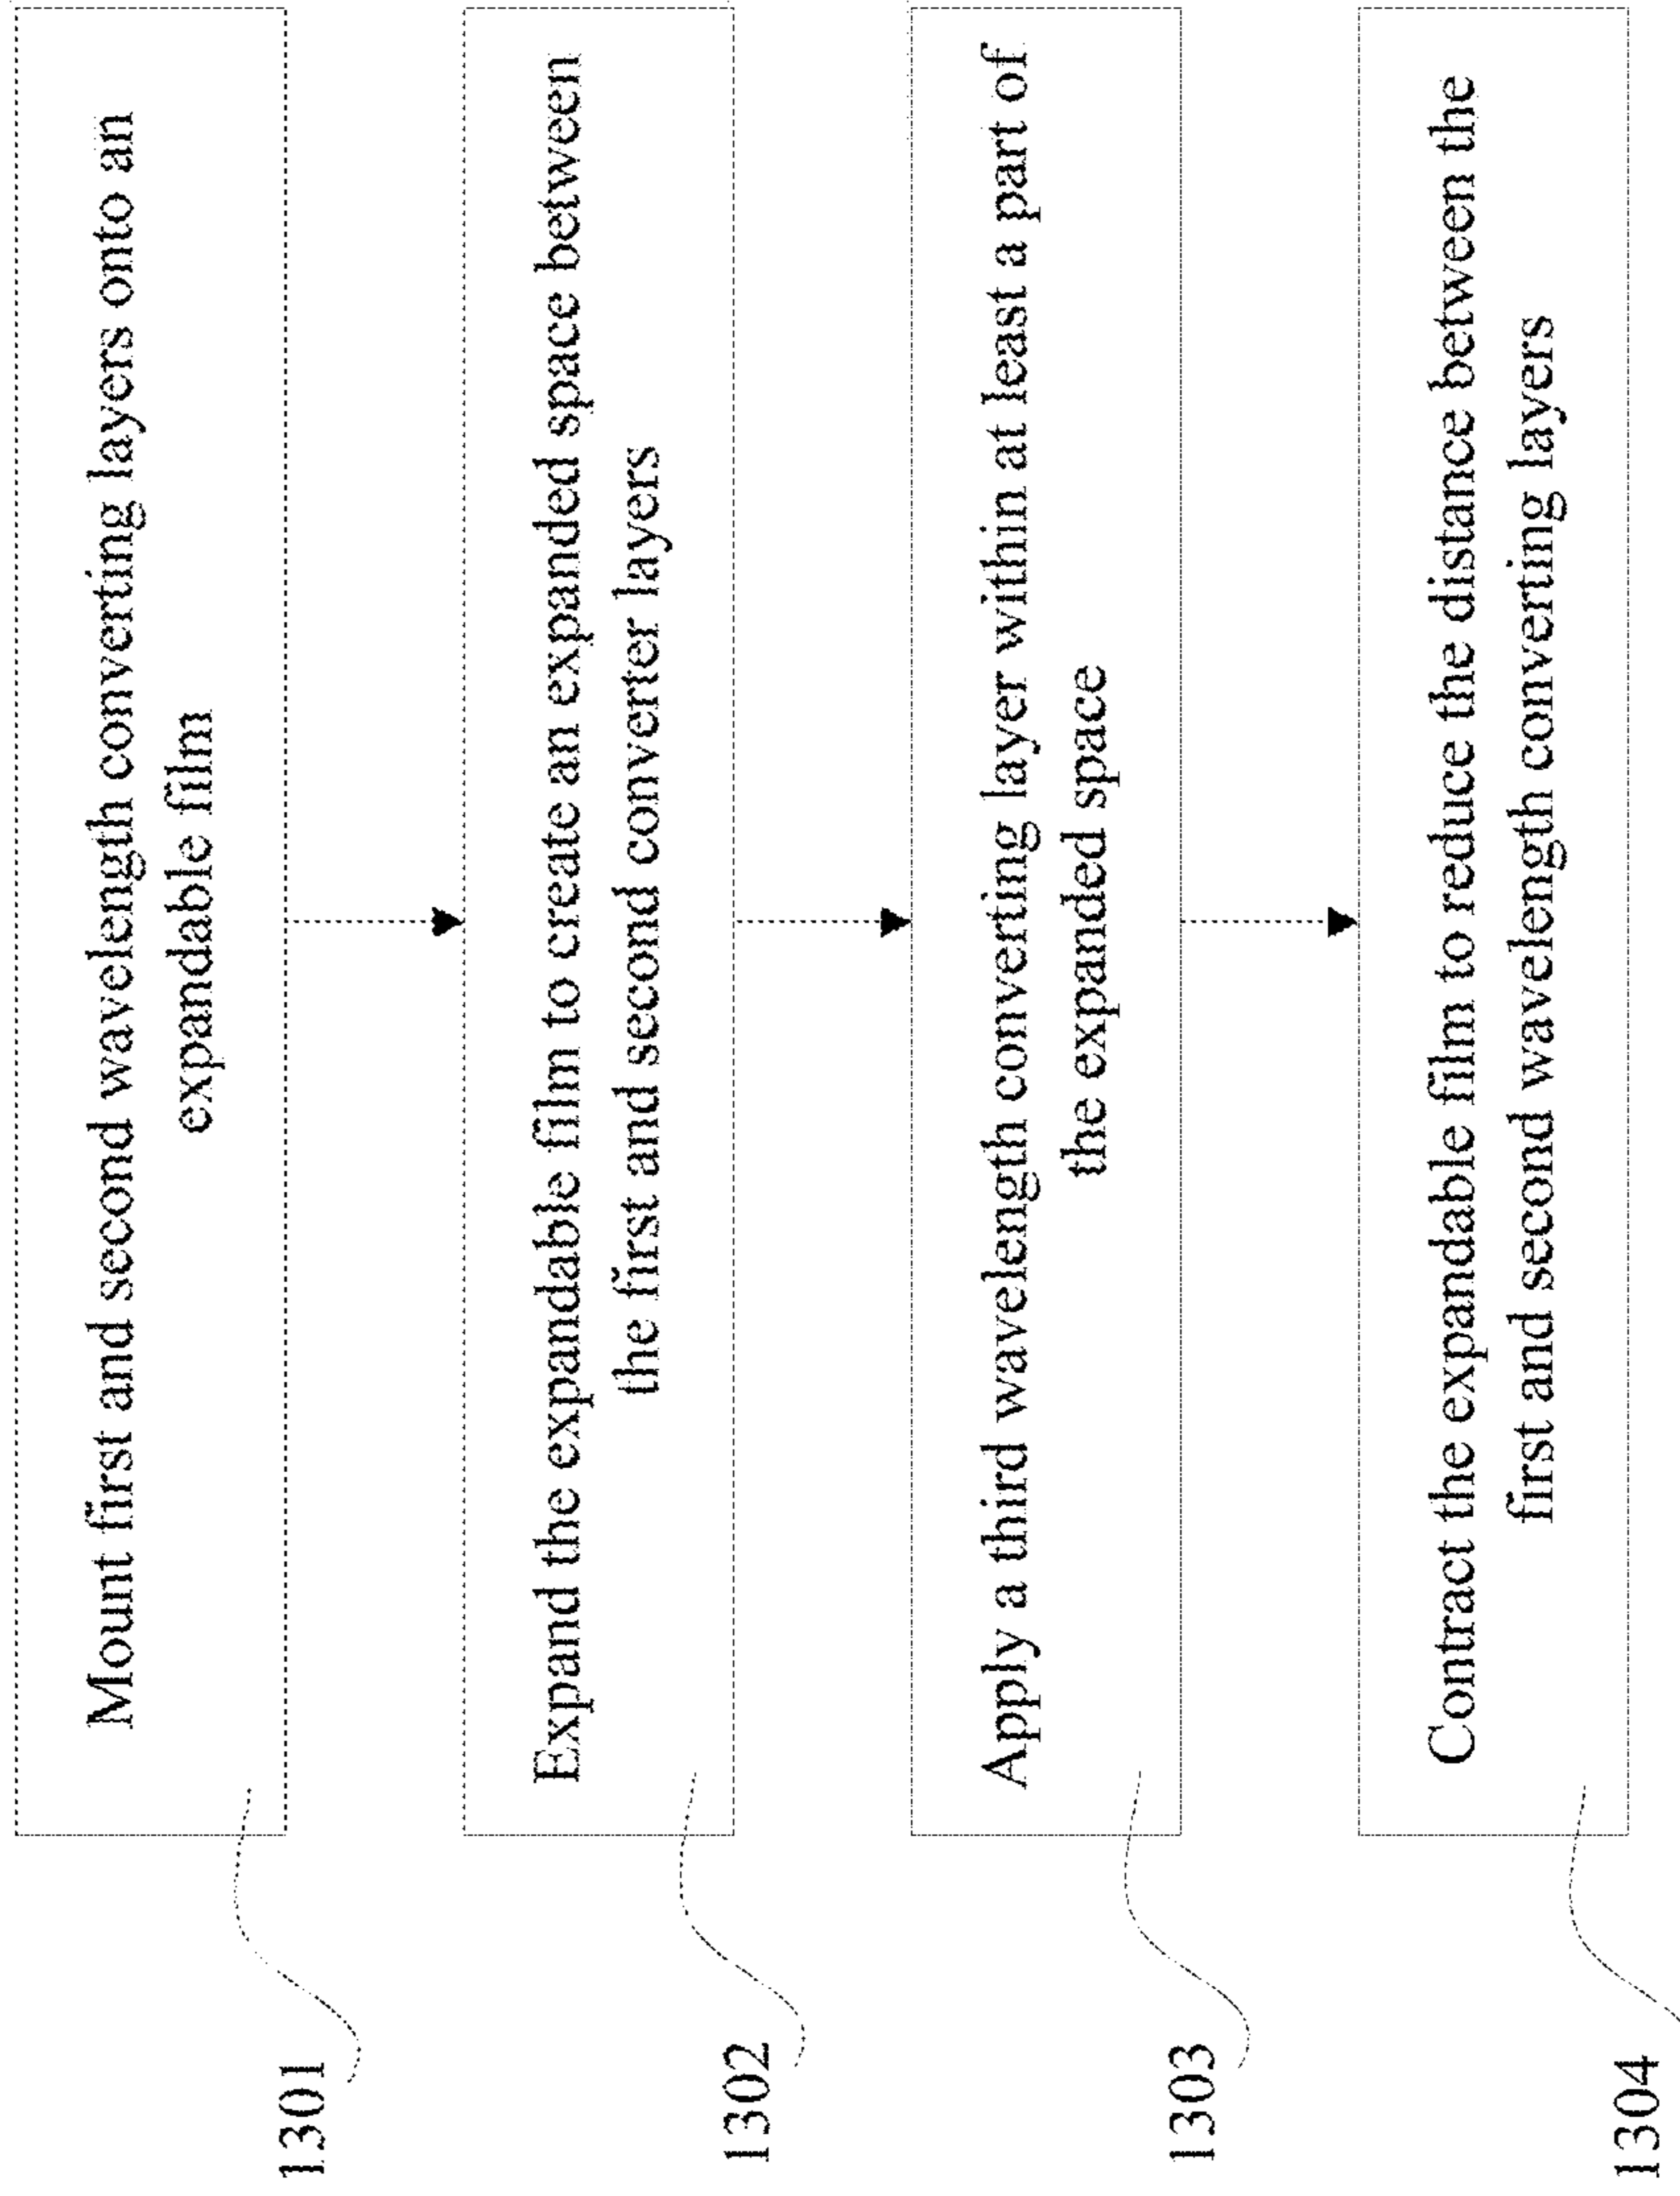 Mount first and second wavelength converting layers onto an
expandable film
1301
Expand the expandable film to create an expanded space between
the first and second converter layers
1302
Apply a third wavelength converting layer within at least a part of
the expanded space
1303
Contract the expandable film to reduce the distance between the
first and second wavelength converting layers
1304